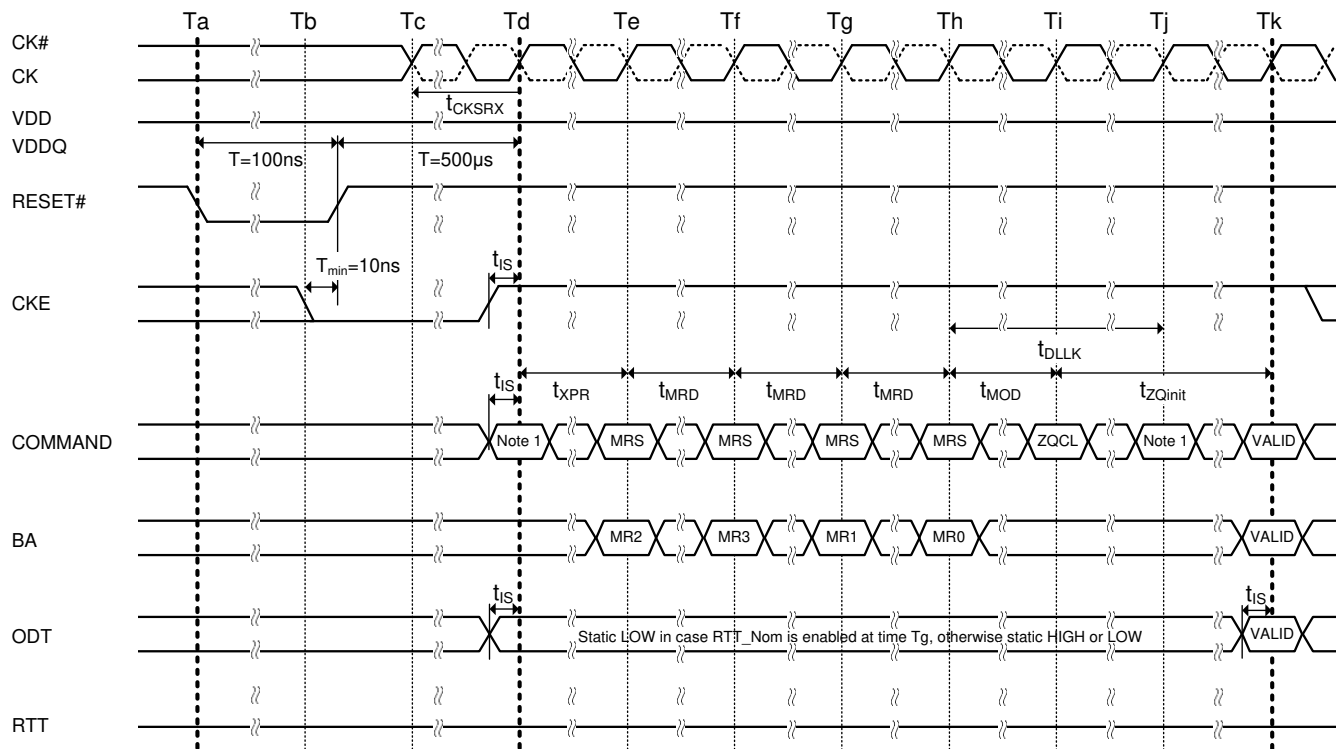 Ta Tb Tc Td Te Tf Tg Th Ti Tj Tk
CK#
CK
tCKSRX
VDD
VDDQ
T=100ns T=500µs
RESET#
Tmin=10ns tIS
CKE
tDLLK
tIS tXPR tMRD tMRD tMRD tMOD tZQinit
COMMAND Note 1 MRS MRS MRS MRS ZQCL Note 1 VALID
BA MR2 MR3 MR1 MR0 VALID
tIS tIS
ODT Static LOW in case RTT_Nom is enabled at time Tg, otherwise static HIGH or LOW VALID
RTT